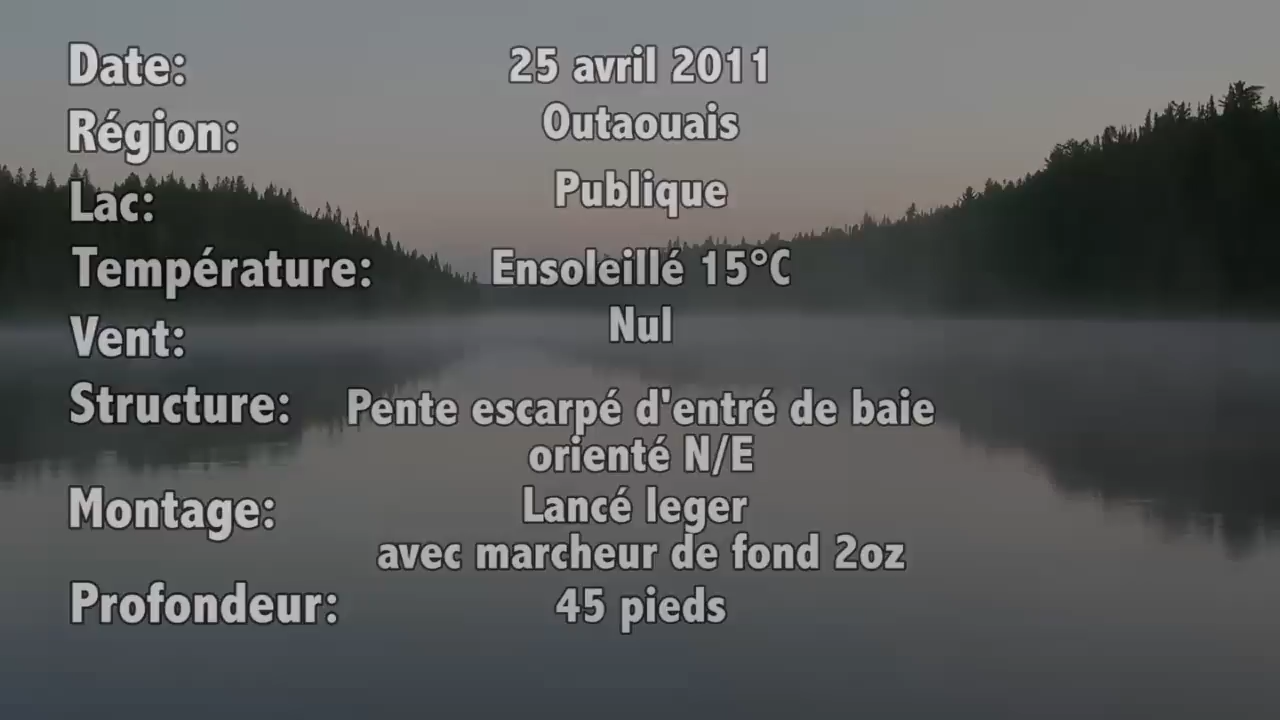 Date: 25 avril 2011
Région: Outaouais
Lac: Publique
Température: Ensoleillé 15°C
Vent: Nul
Structure: Pente escarpé d'entré de baie
orienté N/E
Montage: Lancé leger
avec marcheur de fond 2oz
Profondeur: 45 pieds